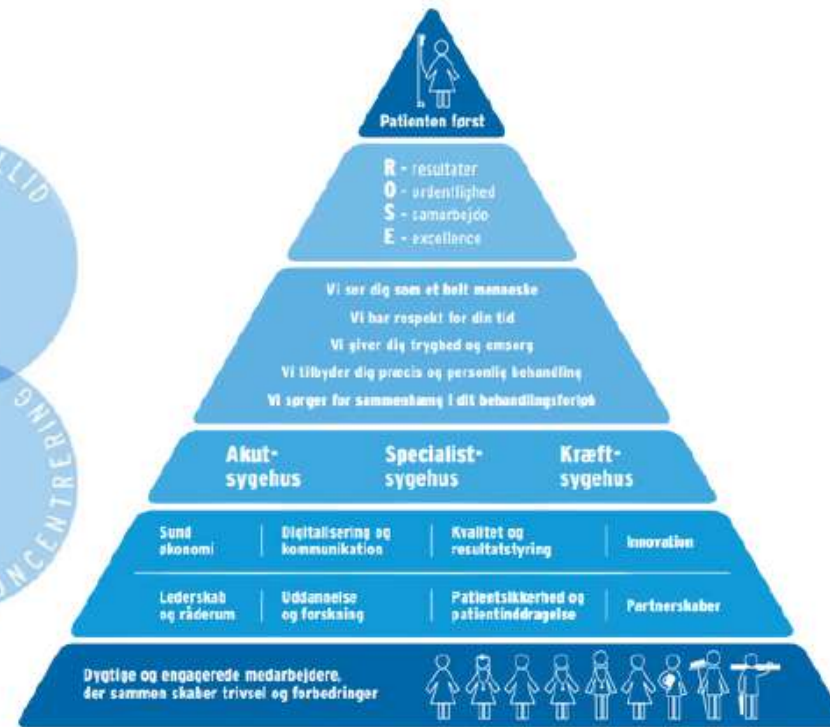 LLID
NCENTRERING
Patienten først
R - resultater
O - ordentlighed
S - samarbejde
E - excellence
Vi ser dig som et helt menneske
Vi har respekt for din tid
Vi giver dig tryghed og omsorg
Vi tilbyder dig præcis og personlig behandling
Vi sørger for sammenhæng i dit behandlingsforløb
Akut-
sygehus
Specialist-
sygehus
Kræft-
sygehus
Sund
økonomi
Digitalisering og
kommunikation
Kvalitet og
resultatstyring
Innovation
Lederskab
og råderum
Uddannelse
og forskning
Patientsikkerhed og
patientinddragelse
Partnerskaber
Dygtige og engagerede medarbejdere,
der sammen skaber trivsel og forbedringer